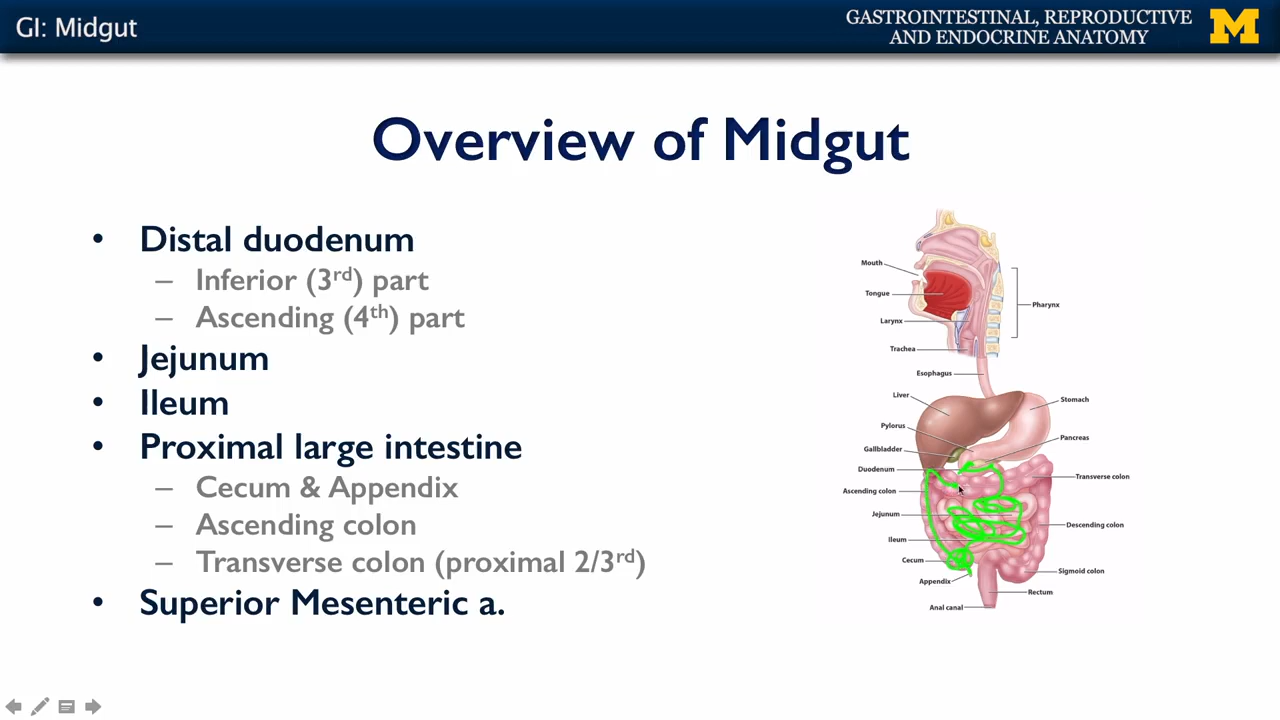 GI: Midgut
GASTROINTESTINAL, REPRODUCTIVE
AND ENDOCRINE ANATOMY
M
Overview of Midgut
• Distal duodenum
– Inferior (3rd) part
– Ascending (4th) part
• Jejunum
• Ileum
• Proximal large intestine
– Cecum & Appendix
– Ascending colon
– Transverse colon (proximal 2/3rd)
• Superior Mesenteric a.
Mouth
Tongue
Larynx
Trachea
Esophagus
Pharynx
Liver
Stomach
Pylorus
Pancreas
Gallbladder
Duodenum
Transverse colon
Ascending colon
Jejunum
Descending colon
Ileum
Cecum
Sigmoid colon
Appendix
Rectum
Anal canal